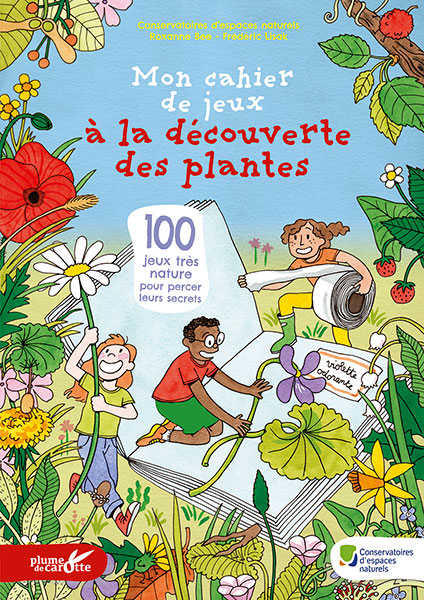 Conservatoires d'espaces naturels
Roxanne Bee - Frédéric Lisak
Mon cahier
de jeux
à la découverte
des plantes
100
jeux très
nature
pour percer
leurs secrets
violette
odorante
plume
de carotte
Conservatoires
d'espaces
naturels